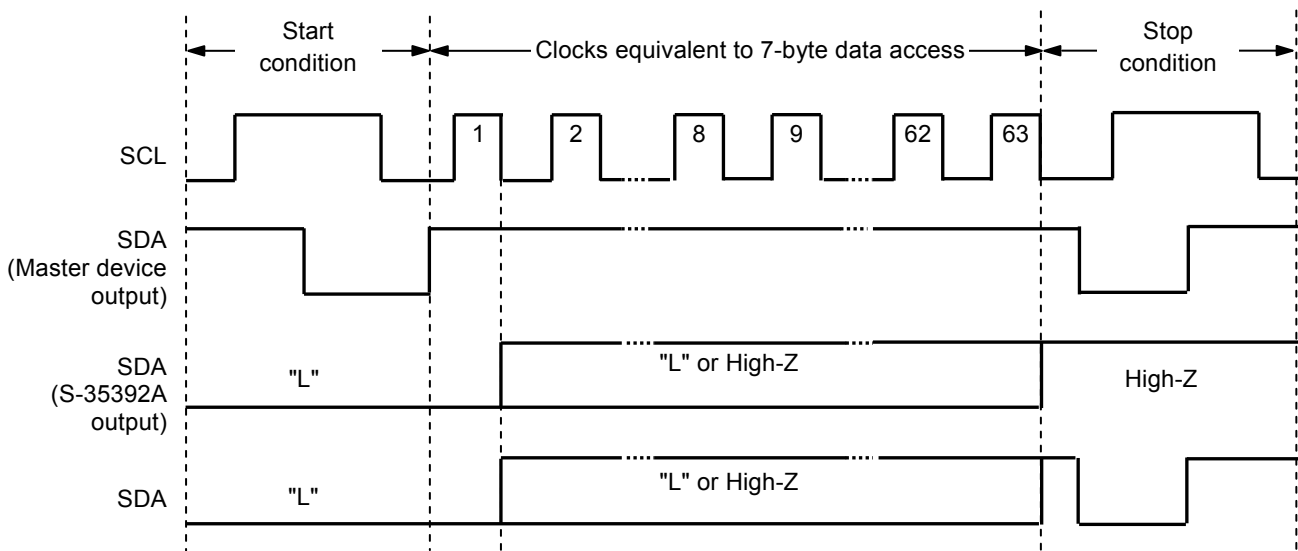 Start
condition
Clocks equivalent to 7-byte data access
Stop
condition
SCL
1
2
8
9
62
63
SDA
(Master device
output)
SDA
(S-35392A
output)
"L"
"L" or High-Z
High-Z
SDA
"L"
"L" or High-Z